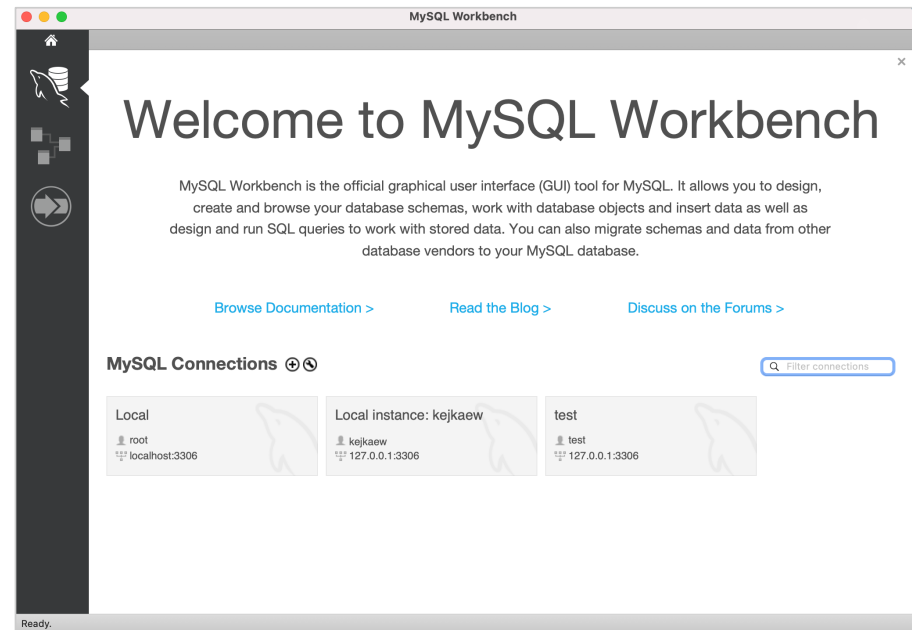 MySQL Workbench
Welcome to MySQL Workbench
MySQL Workbench is the official graphical user interface (GUI) tool for MySQL. It allows you to design,
create and browse your database schemas, work with database objects and insert data as well as
design and run SQL queries to work with stored data. You can also migrate schemas and data from other
database vendors to your MySQL database.
Browse Documentation > Read the Blog > Discuss on the Forums >
MySQL Connections
Filter connections
Local
root
localhost:3306
Local instance: kejkaew
kejkaew
127.0.0.1:3306
test
test
127.0.0.1:3306
Ready.